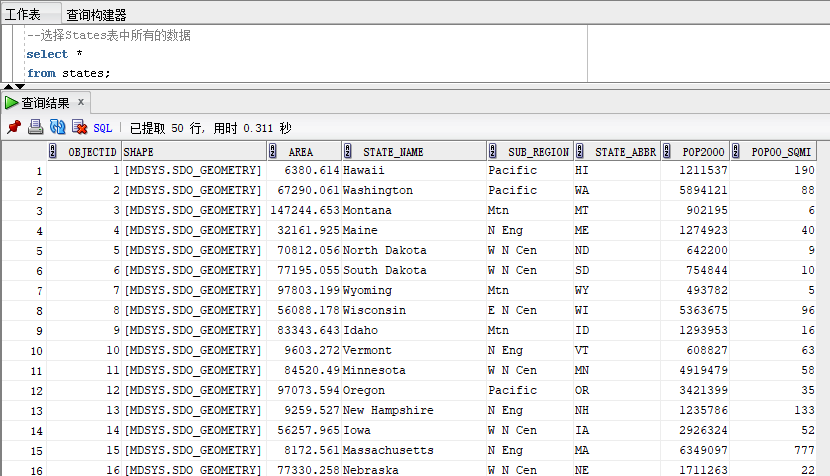 工作表 查询构建器
--选择States表中所有的数据
select *
from states;
查询结果 x
SQL | 已提取 50 行, 用时 0.311 秒
OBJECTID SHAPE AREA STATE_NAME SUB_REGION STATE_ABBR POP2000 POP00_SQMI
1 1 [MDSYS.SDO_GEOMETRY] 6380.614 Hawaii Pacific HI 1211537 190
2 2 [MDSYS.SDO_GEOMETRY] 67290.061 Washington Pacific WA 5894121 88
3 3 [MDSYS.SDO_GEOMETRY] 147244.653 Montana Mtn MT 902195 6
4 4 [MDSYS.SDO_GEOMETRY] 32161.925 Maine N Eng ME 1274923 40
5 5 [MDSYS.SDO_GEOMETRY] 70812.056 North Dakota W N Cen ND 642200 9
6 6 [MDSYS.SDO_GEOMETRY] 77195.055 South Dakota W N Cen SD 754844 10
7 7 [MDSYS.SDO_GEOMETRY] 97803.199 Wyoming Mtn WY 493782 5
8 8 [MDSYS.SDO_GEOMETRY] 56088.178 Wisconsin E N Cen WI 5363675 96
9 9 [MDSYS.SDO_GEOMETRY] 83343.643 Idaho Mtn ID 1293953 16
10 10 [MDSYS.SDO_GEOMETRY] 9603.272 Vermont N Eng VT 608827 63
11 11 [MDSYS.SDO_GEOMETRY] 84520.49 Minnesota W N Cen MN 4919479 58
12 12 [MDSYS.SDO_GEOMETRY] 97073.594 Oregon Pacific OR 3421399 35
13 13 [MDSYS.SDO_GEOMETRY] 9259.527 New Hampshire N Eng NH 1235786 133
14 14 [MDSYS.SDO_GEOMETRY] 56257.965 Iowa W N Cen IA 2926324 52
15 15 [MDSYS.SDO_GEOMETRY] 8172.561 Massachusetts N Eng MA 6349097 777
16 16 [MDSYS.SDO_GEOMETRY] 77330.258 Nebraska W N Cen NE 1711263 22